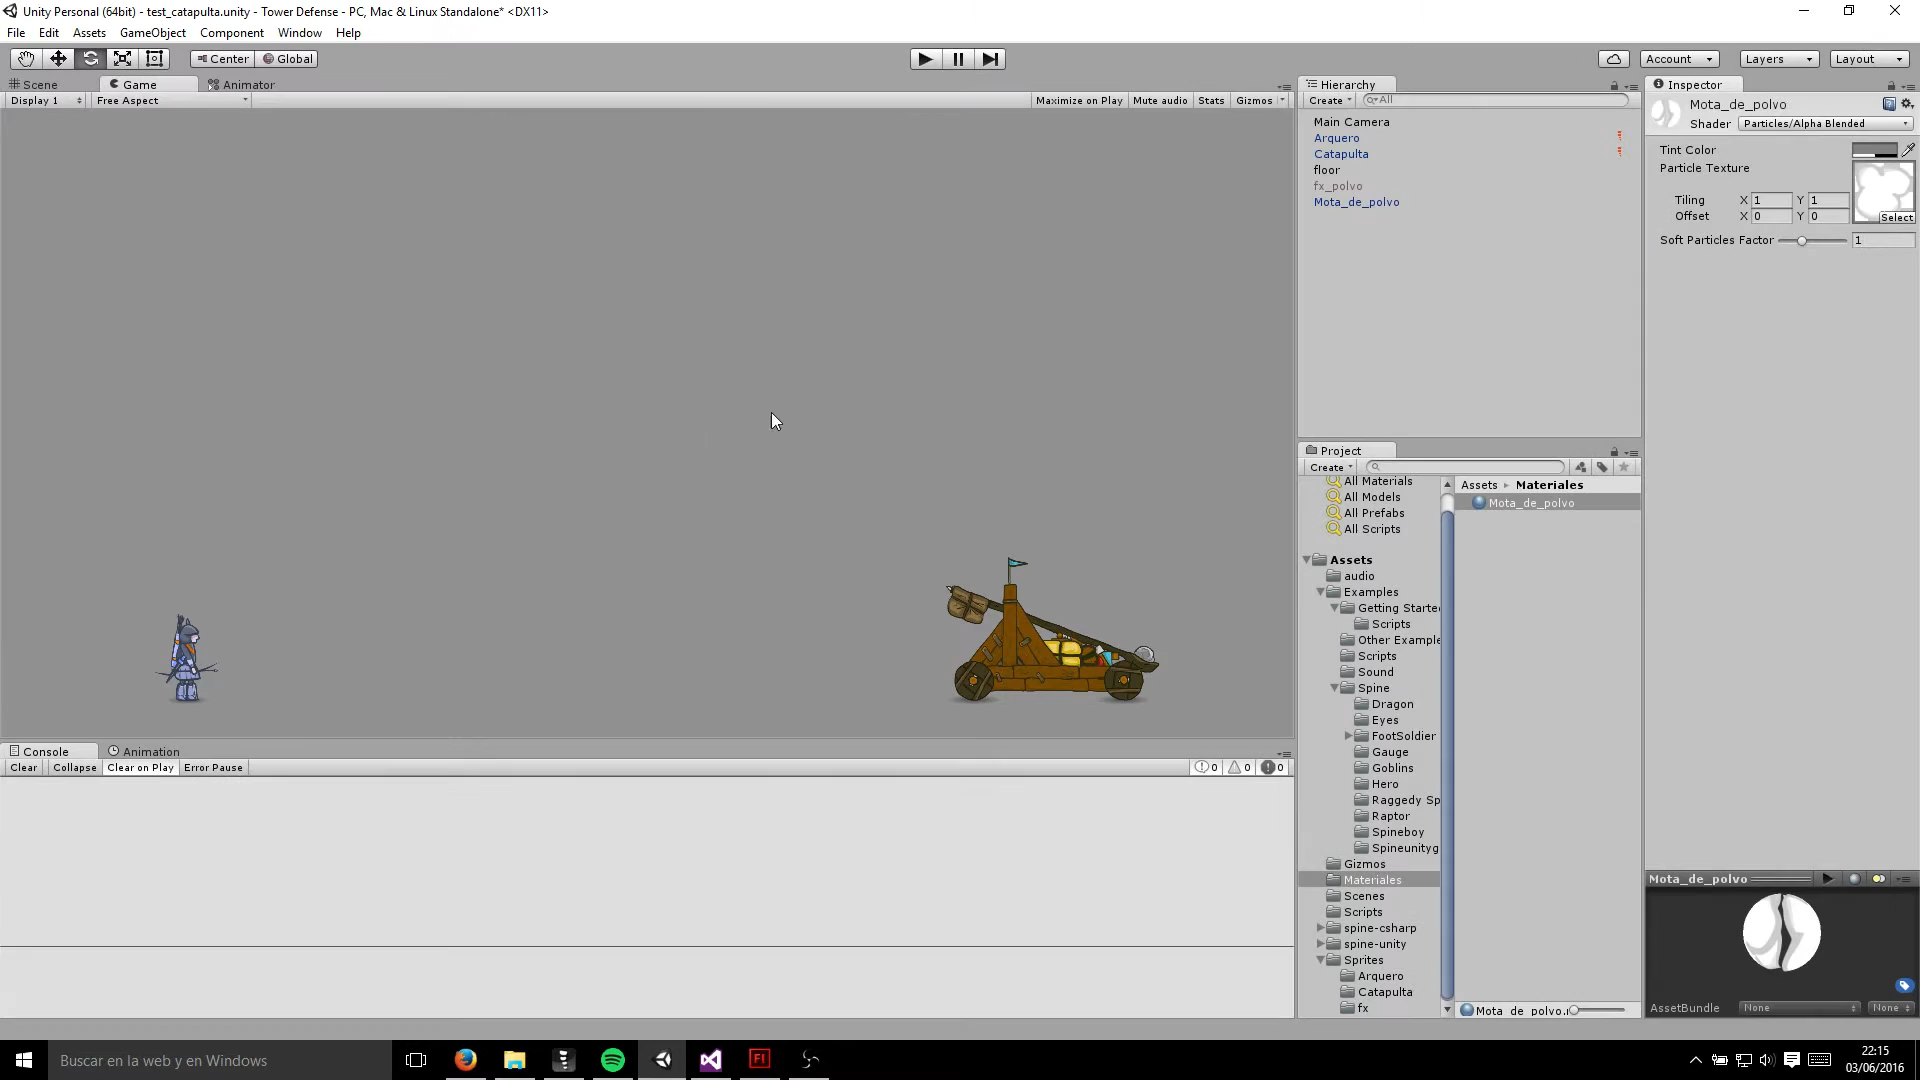 Unity Personal (64bit) - test_catapulta.unity - Tower Defense - PC, Mac & Linux Standalone* <DX11>
File Edit Assets GameObject Component Window Help
Center Global
Account Layers Layout
Scene Game Animator
Display 1 Free Aspect
Maximize on Play Mute audio Stats Gizmos
Hierarchy
Create All
Main Camera
Arquero
Catapulta
floor
fx_polvo
Mota_de_polvo
Inspector
Mota_de_polvo
Shader Particles/Alpha Blended
Tint Color
Particle Texture
Tiling X 1 Y 1
Offset X 0 Y 0
Select
Soft Particles Factor 1
Project
Create
All Materials
All Models
All Prefabs
All Scripts
Assets
audio
Examples
Getting Starte
Scripts
Other Example
Scripts
Sound
Spine
Dragon
Eyes
FootSoldier
Gauge
Goblins
Hero
Raggedy Sp
Raptor
Spineboy
Spineunityg
Gizmos
Materiales
Scenes
Scripts
spine-csharp
spine-unity
Sprites
Arquero
Catapulta
fx
Assets Materiales
Mota_de_polvo
Mota_de_polvo.
Mota_de_polvo
AssetBundle None None
Console Animation
Clear Collapse Clear on Play Error Pause
0 0 0
Buscar en la web y en Windows
Fl
22:15
03/06/2016